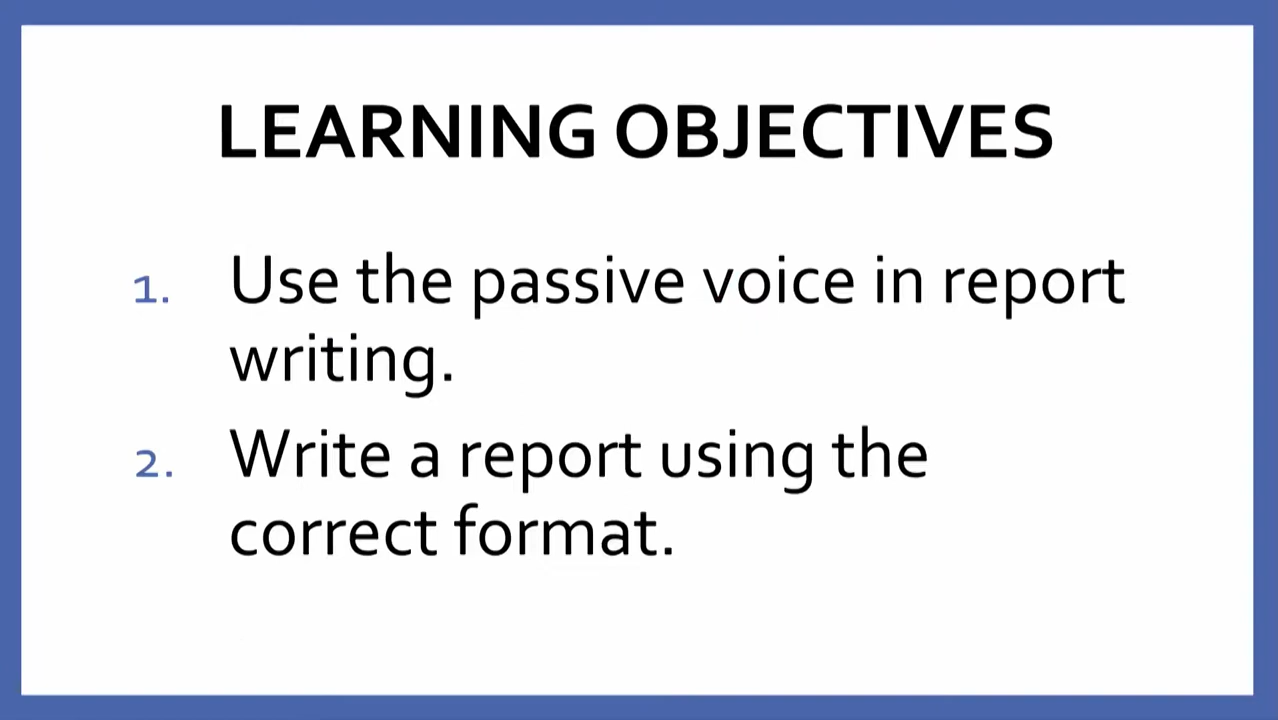 LEARNING OBJECTIVES
1. Use the passive voice in report
writing.
2. Write a report using the
correct format.